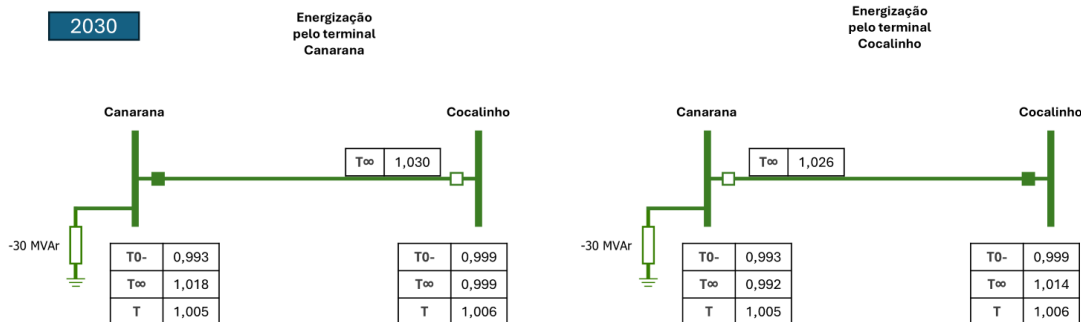 2030
Energização
pelo terminal
Canarana
Canarana
Cocalinho
T∞ 1,030
-30 MVAr
T0- 0,993
T∞ 1,018
T 1,005
T0- 0,999
T∞ 0,999
T 1,006
Energização
pelo terminal
Cocalinho
Canarana
Cocalinho
T∞ 1,026
-30 MVAr
T0- 0,993
T∞ 0,992
T 1,005
T0- 0,999
T∞ 1,014
T 1,006